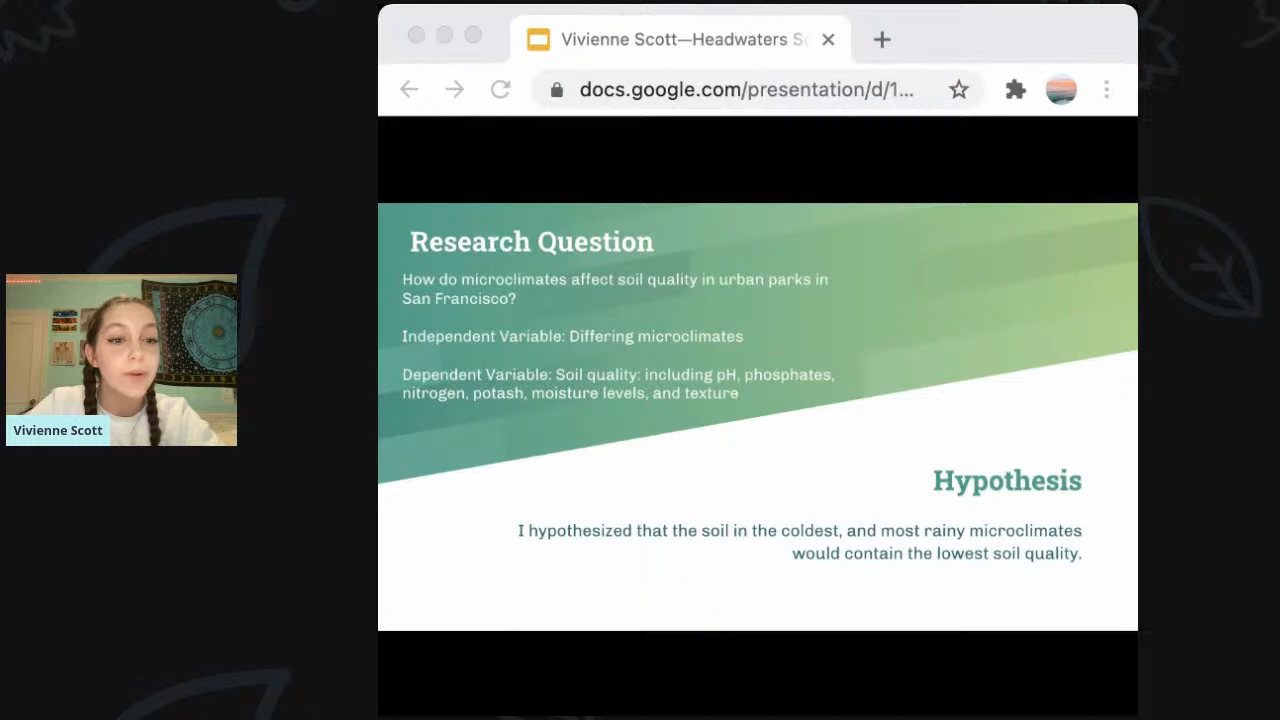 Vivienne Scott—Headwaters
docs.google.com/presentation/d/1...
Research Question
How do microclimates affect soil quality in urban parks in
San Francisco?
Independent Variable: Differing microclimates
Dependent Variable: Soil quality: including pH, phosphates,
nitrogen, potash, moisture levels, and texture
Vivienne Scott
Hypothesis
I hypothesized that the soil in the coldest, and most rainy microclimates
would contain the lowest soil quality.